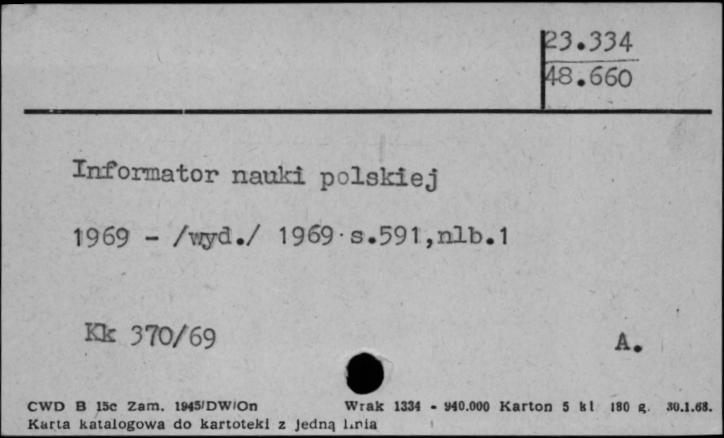 23.334
48.660
Informator nauki polskiej
1969 - /wyd./ 1969 s.591,nlb.1
Kk 370/69
A.
CWD B 15c Zam. 1945/DW/On Wrak 1334 - 940.000 Karton 5 kl 180 g. 30.1.68.
Karta katalogowa do kartoteki z jedną linia